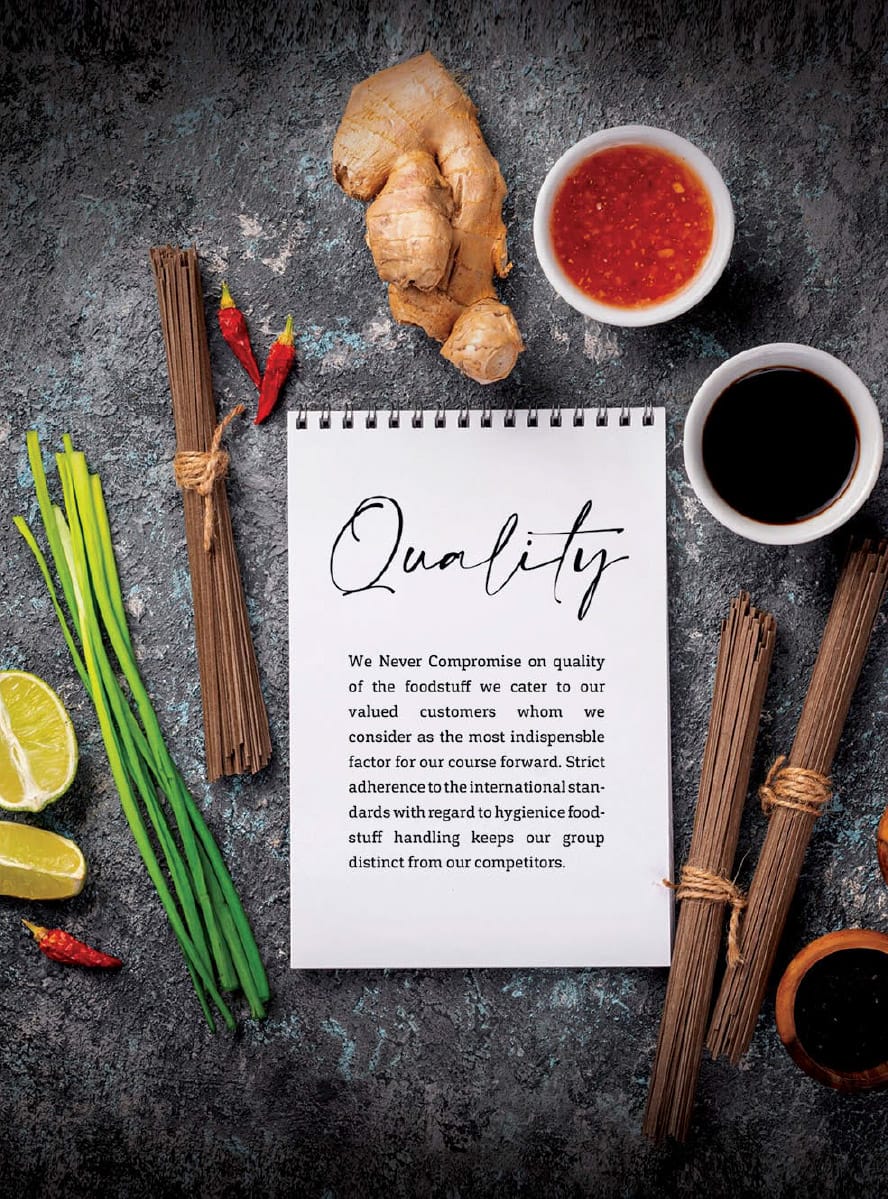 Quality
We Never Compromise on quality
of the foodstuff we cater to our
valued customers whom we
consider as the most indispensble
factor for our course forward. Strict
adherence to the international stan-
dards with regard to hygienice food-
stuff handling keeps our group
distinct from our competitors.